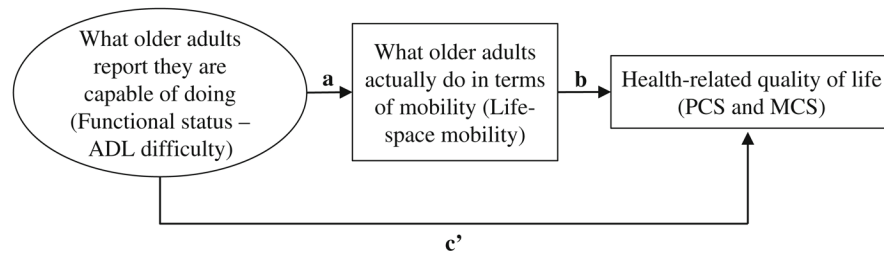 What older adults
report they are
capable of doing
(Functional status –
ADL difficulty)
a
What older adults
actually do in terms
of mobility (Life-
space mobility)
b
Health-related quality of life
(PCS and MCS)
c’